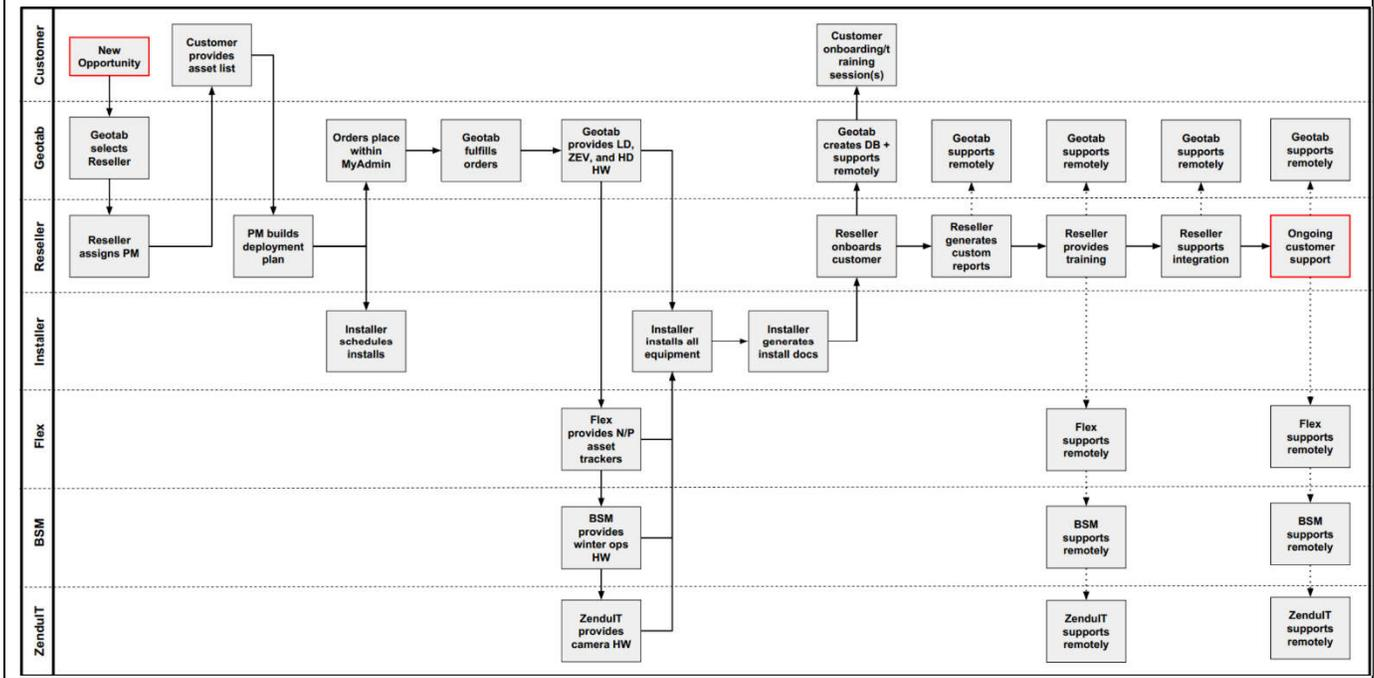 Customer
New
Opportunity
Customer
provides
asset list
Customer
onboarding/t
raining
session(s)
Geotab
Geotab
selects
Reseller
Orders place
within
MyAdmin
Geotab
fulfills
orders
Geotab
provides LD,
ZEV, and HD
HW
Geotab
creates DB +
supports
remotely
Geotab
supports
remotely
Geotab
supports
remotely
Geotab
supports
remotely
Geotab
supports
remotely
Reseller
Reseller
assigns PM
PM builds
deployment
plan
Reseller
onboards
customer
Reseller
generates
custom
reports
Reseller
provides
training
Reseller
supports
integration
Ongoing
customer
support
Installer
Installer
schedules
installs
Installer
installs all
equipment
Installer
generates
install docs
Flex
Flex
provides N/P
asset
trackers
Flex
supports
remotely
Flex
supports
remotely
BSM
BSM
provides
winter ops
HW
BSM
supports
remotely
BSM
supports
remotely
ZenduIT
ZenduIT
provides
camera HW
ZenduIT
supports
remotely
ZenduIT
supports
remotely